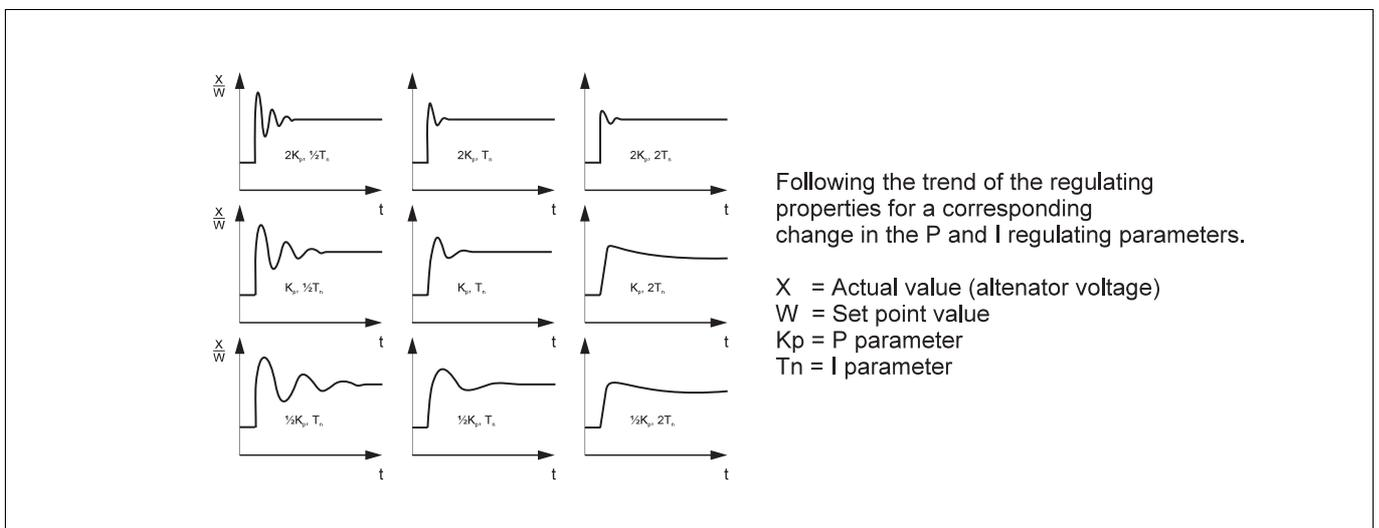 X
W
2Kₚ, ½Tₙ
t
2Kₚ, Tₙ
t
2Kₚ, 2Tₙ
t
X
W
Kₚ, ½Tₙ
t
Kₚ, Tₙ
t
Kₚ, 2Tₙ
t
X
W
½Kₚ, Tₙ
t
½Kₚ, Tₙ
t
½Kₚ, 2Tₙ
t
Following the trend of the regulating
properties for a corresponding
change in the P and I regulating parameters.
X = Actual value (altenator voltage)
W = Set point value
Kp = P parameter
Tn = I parameter